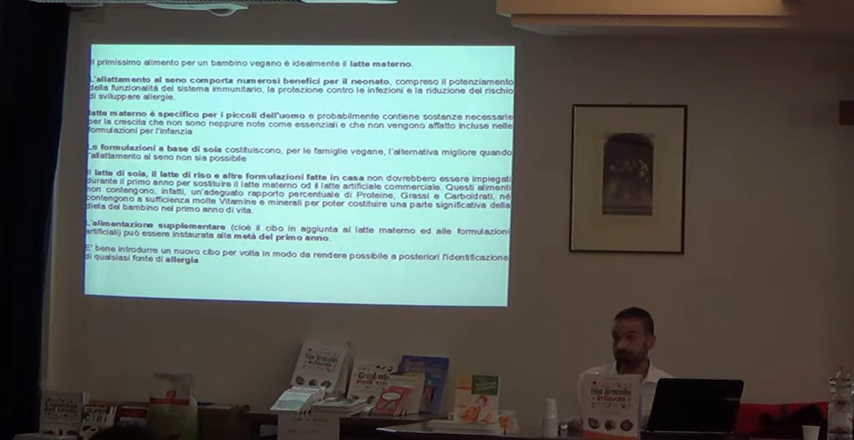 Il primissimo alimento per un bambino vegano è idealmente il latte materno.
L'allattamento al seno comporta numerosi benefici per il neonato, compreso il potenziamento
della funzionalità del sistema immunitario, la protezione contro le infezioni e la riduzione del rischio
di sviluppare allergie.
latte materno è specifico per i piccoli dell'uomo e probabilmente contiene sostanze necessarie
per la crescita che non sono neppure note come essenziali e che non vengono affatto incluse nelle
formulazioni per l'infanzia
Le formulazioni a base di soia costituiscono, per le famiglie vegane, l'alternativa migliore quando
l'allattamento al seno non sia possibile
Il latte di soia, il latte di riso e altre formulazioni fatte in casa non dovrebbero essere impiegati
durante il primo anno per sostituire il latte materno od il latte artificiale commerciale. Questi alimenti
non contengono, infatti, un'adeguato rapporto percentuale di Proteine, Grassi e Carboidrati, né
contengono a sufficienza molte Vitamine e minerali per poter costituire una parte significativa della
dieta del bambino nel primo anno di vita.
L'alimentazione supplementare (cioè il cibo in aggiunta al latte materno ed alle formulazioni
artificiali) può essere instaurata alla metà del primo anno.
E' bene introdurre un nuovo cibo per volta in modo da rendere possibile a posteriori l'identificazione
di qualsiasi fonte di allergia